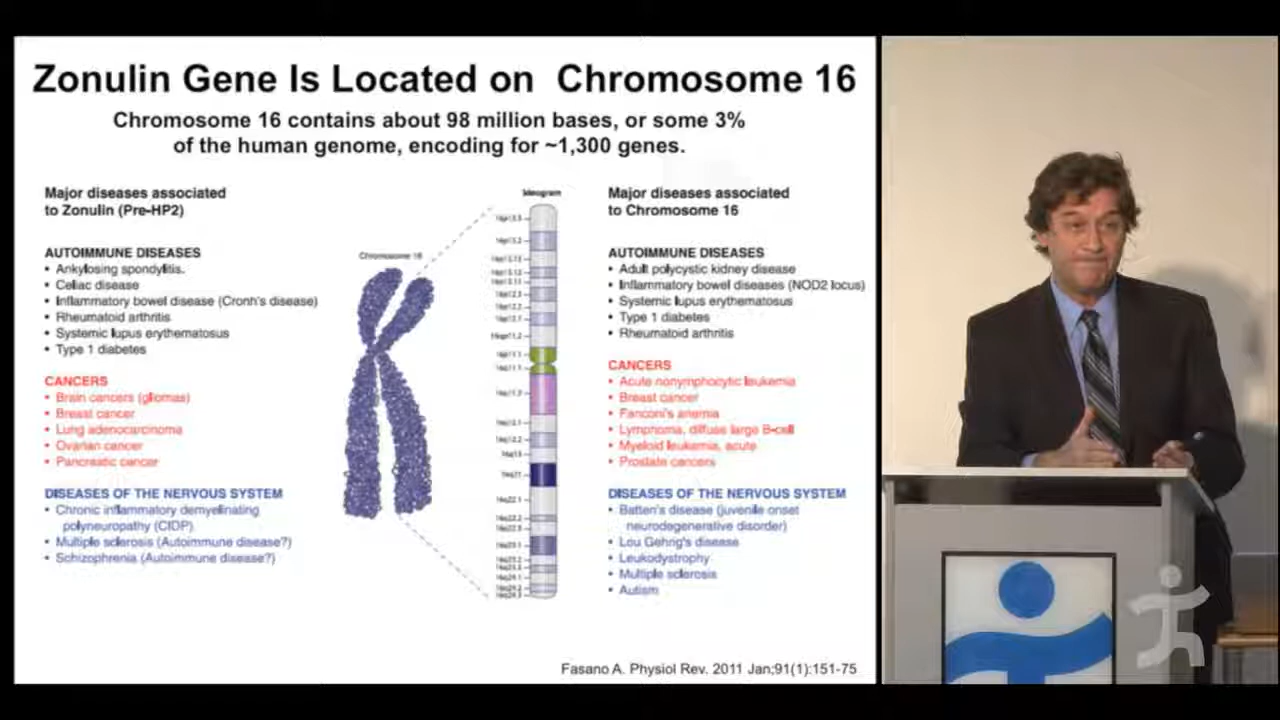 Zonulin Gene Is Located on Chromosome 16
Chromosome 16 contains about 98 million bases, or some 3%
of the human genome, encoding for ~1,300 genes.
Major diseases associated
to Zonulin (Pre-HP2)
AUTOIMMUNE DISEASES
• Ankylosing spondylitis.
• Celiac disease
• Inflammatory bowel disease (Cronh's disease)
• Rheumatoid arthritis
• Systemic lupus erythematosus
• Type 1 diabetes
CANCERS
• Brain cancers (gliomas)
• Breast cancer
• Lung adenocarcinoma
• Ovarian cancer
• Pancreatic cancer
DISEASES OF THE NERVOUS SYSTEM
• Chronic inflammatory demyelinating
polyneuropathy (CIDP)
• Multiple sclerosis (Autoimmune disease?)
• Schizophrenia (Autoimmune disease?)
Chromosome 16
Major diseases associated
to Chromosome 16
AUTOIMMUNE DISEASES
• Adult polycystic kidney disease
• Inflammatory bowel diseases (NOD2 locus)
• Systemic lupus erythematosus
• Type 1 diabetes
• Rheumatoid arthritis
CANCERS
• Acute nonlymphocytic leukemia
• Breast cancer
• Fanconi's anemia
• Lymphoma, diffuse large B-cell
• Myeloid leukemia, acute
• Prostate cancers
DISEASES OF THE NERVOUS SYSTEM
• Batten's disease (juvenile onset
neurodegenerative disorder)
• Lou Gehrig's disease
• Leukodystrophy
• Multiple sclerosis
• Autism
Fasano A. Physiol Rev. 2011 Jan;91(1):151-75